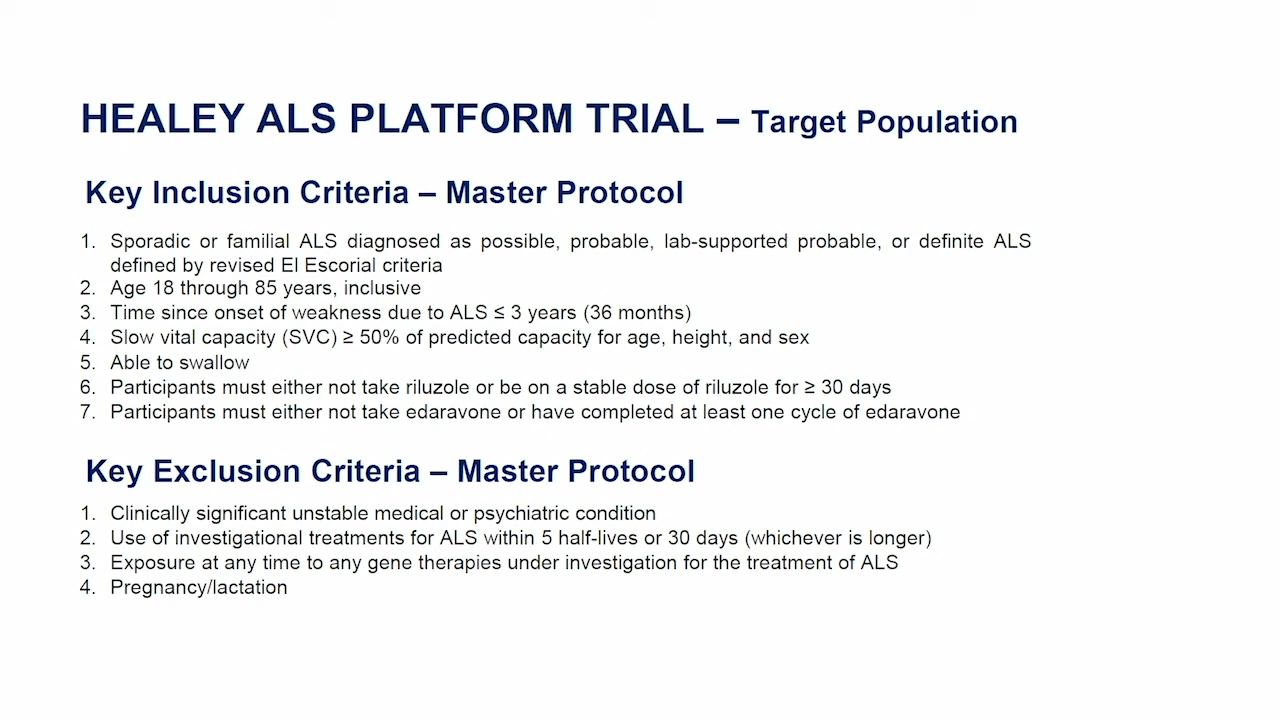 HEALEY ALS PLATFORM TRIAL – Target Population
Key Inclusion Criteria – Master Protocol
1. Sporadic or familial ALS diagnosed as possible, probable, lab-supported probable, or definite ALS
defined by revised El Escorial criteria
2. Age 18 through 85 years, inclusive
3. Time since onset of weakness due to ALS ≤ 3 years (36 months)
4. Slow vital capacity (SVC) ≥ 50% of predicted capacity for age, height, and sex
5. Able to swallow
6. Participants must either not take riluzole or be on a stable dose of riluzole for ≥ 30 days
7. Participants must either not take edaravone or have completed at least one cycle of edaravone
Key Exclusion Criteria – Master Protocol
1. Clinically significant unstable medical or psychiatric condition
2. Use of investigational treatments for ALS within 5 half-lives or 30 days (whichever is longer)
3. Exposure at any time to any gene therapies under investigation for the treatment of ALS
4. Pregnancy/lactation